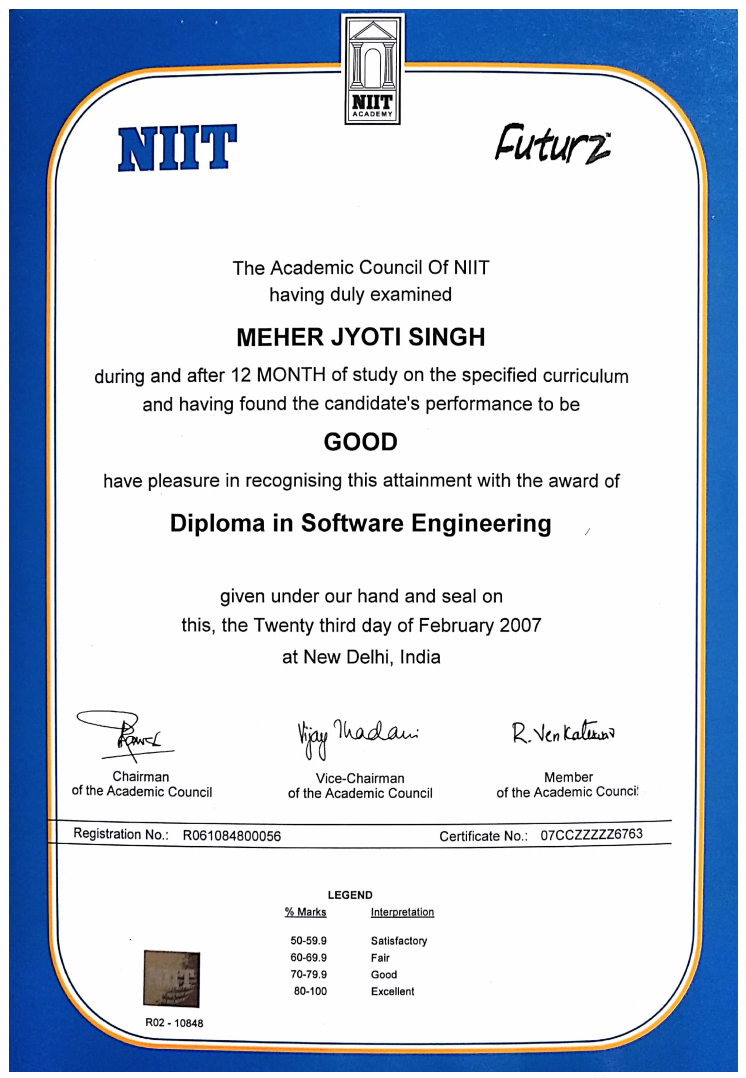 NIIT
ACADEMY
NIIT
Futurz™
The Academic Council Of NIIT
having duly examined
MEHER JYOTI SINGH
during and after 12 MONTH of study on the specified curriculum
and having found the candidate's performance to be
GOOD
have pleasure in recognising this attainment with the award of
Diploma in Software Engineering
given under our hand and seal on
this, the Twenty third day of February 2007
at New Delhi, India
Vijay Thadani
Chairman
of the Academic Council
Vice-Chairman
of the Academic Council
Member
of the Academic Council
Registration No.: R061084800056
Certificate No.: 07CCZZZZZ6763
LEGEND
% Marks Interpretation
50-59.9 Satisfactory
60-69.9 Fair
70-79.9 Good
80-100 Excellent
R02 - 10848